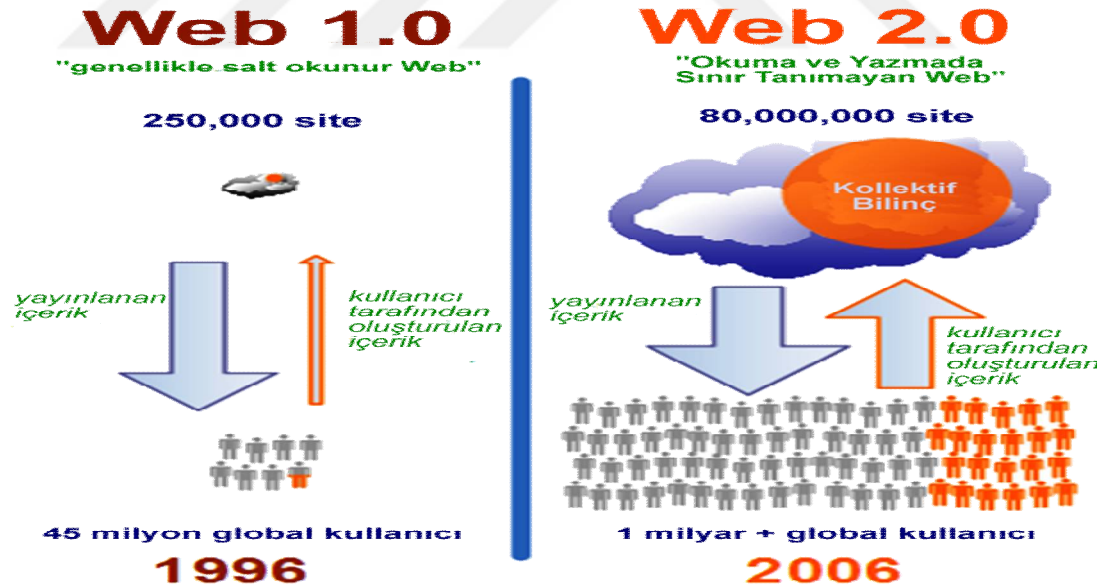 Web 1.0
"genellikle salt okunur Web"
250,000 site
yayınlanan
içerik
kullanıcı
tarafından
oluşturulan
içerik
45 milyon global kullanıcı
1996
Web 2.0
"Okuma ve Yazmada
Sınır Tanımayan Web"
80,000,000 site
Kollektif
Bilinç
yayınlanan
içerik
kullanıcı
tarafından
oluşturulan
içerik
1 milyar + global kullanıcı
2006